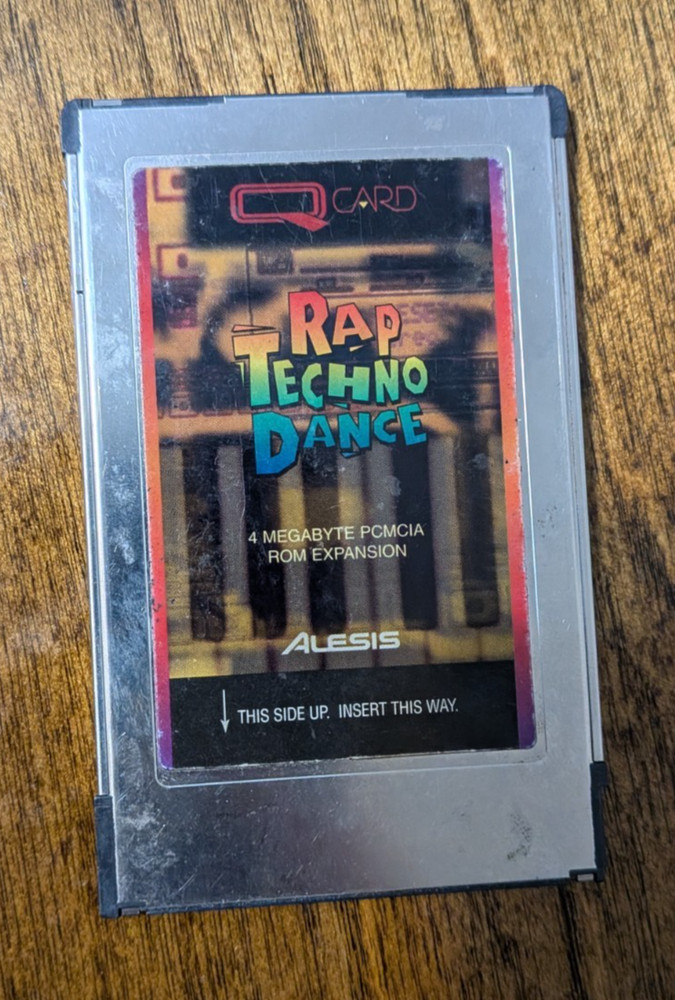 Q CARD
RAP
TECHNO
DANCE
4 MEGABYTE PCMCIA
ROM EXPANSION
ALESIS
THIS SIDE UP. INSERT THIS WAY.